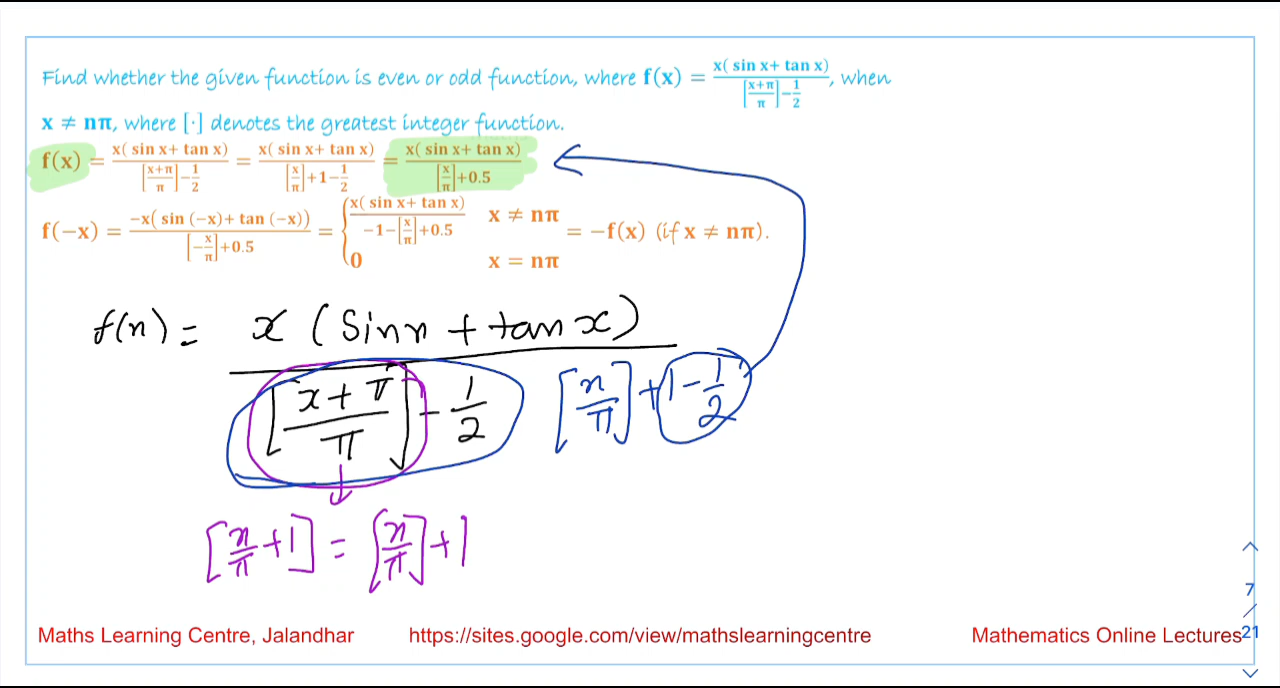 Find whether the given function is even or odd function, where f(x) = x( sin x+ tan x) / [x+π / π] − 1/2, when
x ≠ nπ, where [·] denotes the greatest integer function.
f(x) = x( sin x+ tan x) / [x+π / π] − 1/2 = x( sin x+ tan x) / [x/π]+1−1/2 = x( sin x+ tan x) / [x/π]+0.5
f(−x) = −x( sin (−x)+ tan (−x)) / [−x/π]+0.5 = { x( sin x+ tan x) / −1−[x/π]+0.5 x ≠ nπ = −f(x) (if x ≠ nπ).
0 x = nπ
f(n) = x ( Sin n + tan x )
[x+π / π] - 1/2 [n/π] + 1 - 1/2
[n/π + 1] = [n/π] + 1
7
/
21
Maths Learning Centre, Jalandhar https://sites.google.com/view/mathslearningcentre Mathematics Online Lectures